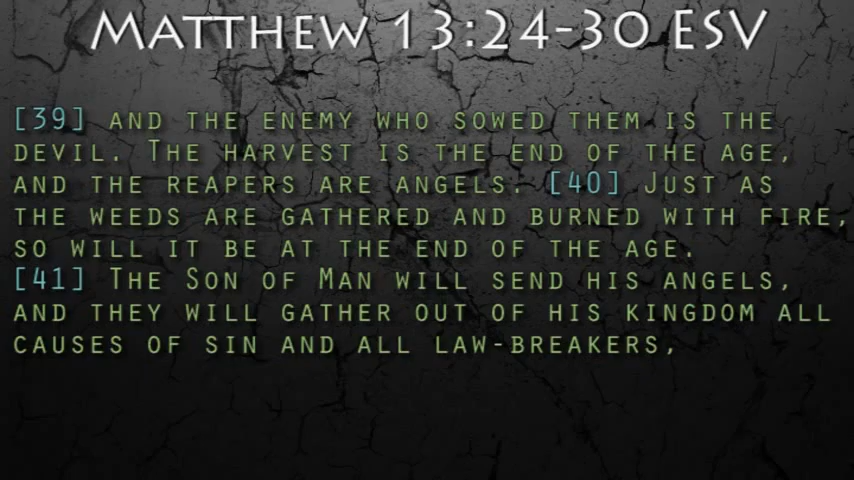 Matthew 13:24-30 ESV
[39] and the enemy who sowed them is the
devil. The harvest is the end of the age,
and the reapers are angels. [40] Just as
the weeds are gathered and burned with fire,
so will it be at the end of the age.
[41] The Son of Man will send his angels,
and they will gather out of his kingdom all
causes of sin and all law-breakers,